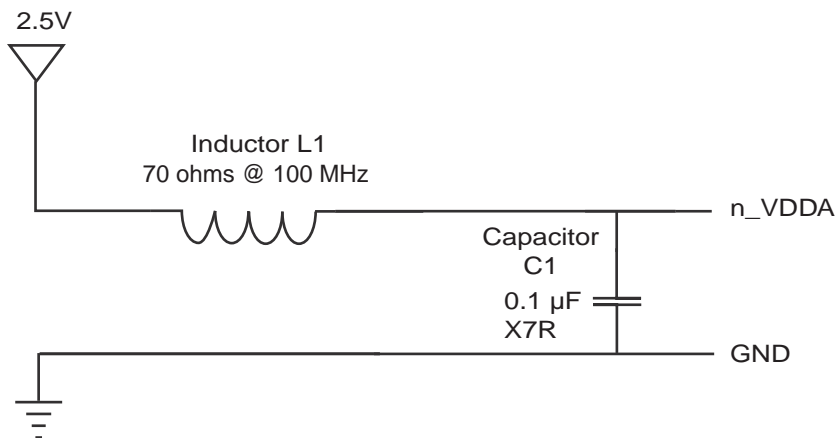 2.5V
Inductor L1
70 ohms @ 100 MHz
n_VDDA
Capacitor
C1
0.1 µF
X7R
GND